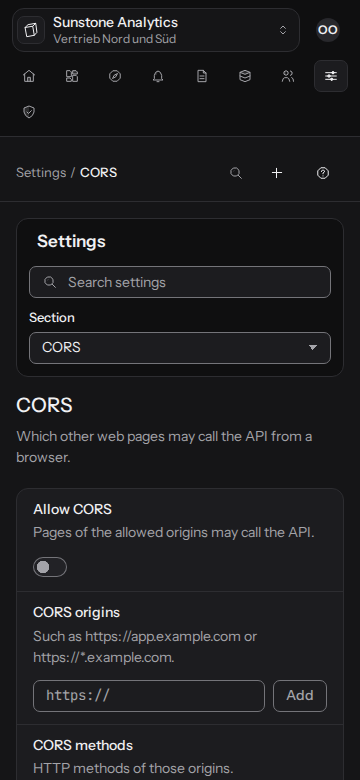 Sunstone Analytics
Vertrieb Nord und Süd
OO
Settings / CORS
Settings
Search settings
Section
CORS
CORS
Which other web pages may call the API from a
browser.
Allow CORS
Pages of the allowed origins may call the API.
CORS origins
Such as https://app.example.com or
https://*.example.com.
https://
Add
CORS methods
HTTP methods of those origins.